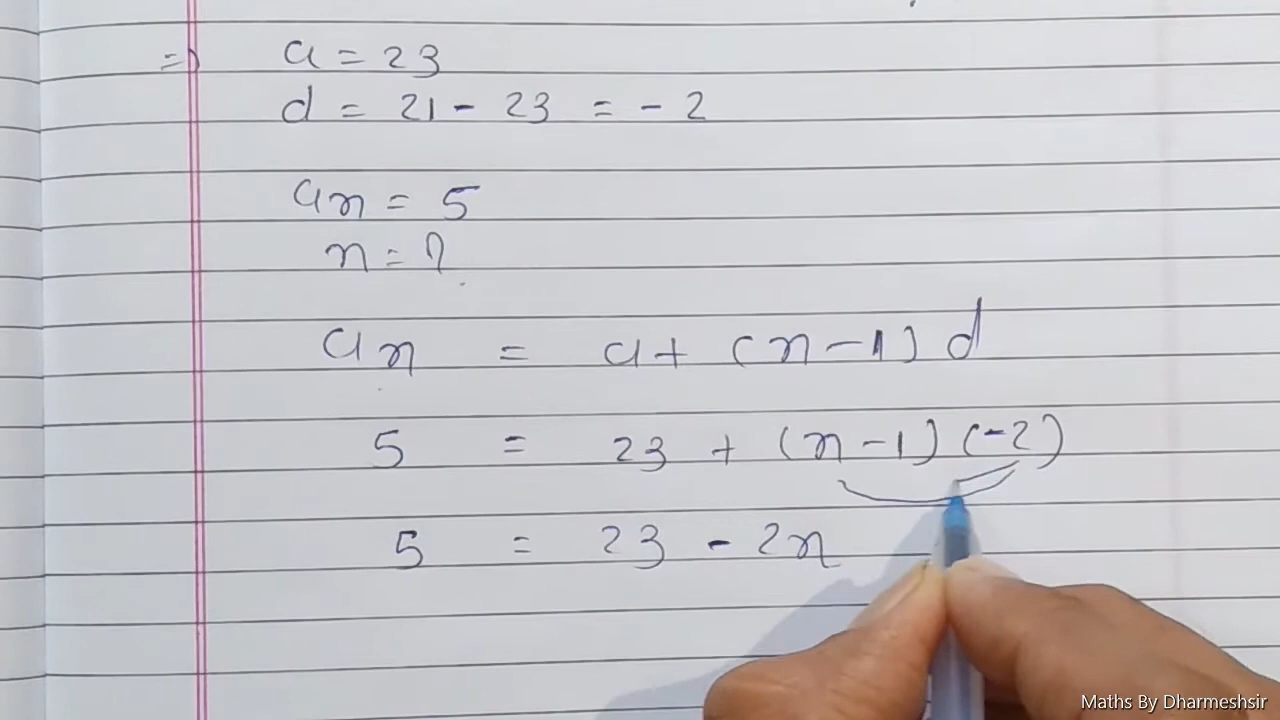 => a = 23
d = 21 - 23 = - 2
an = 5
n = ?
an = a + (n - 1) d
5 = 23 + (n - 1) (-2)
5 = 23 - 2n
Maths By Dharmeshsir